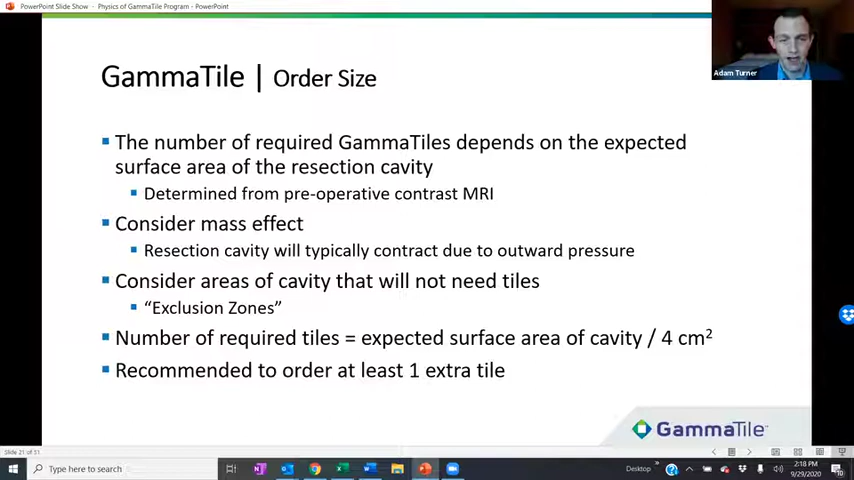 PowerPoint Slide Show - Physics of GammaTile Program - PowerPoint
Adam Turner
GammaTile | Order Size
The number of required GammaTiles depends on the expected
surface area of the resection cavity
Determined from pre-operative contrast MRI
Consider mass effect
Resection cavity will typically contract due to outward pressure
Consider areas of cavity that will not need tiles
“Exclusion Zones”
Number of required tiles = expected surface area of cavity / 4 cm²
Recommended to order at least 1 extra tile
GammaTile
Slide 21 of 51
Type here to search
Desktop
2:18 PM
9/29/2020